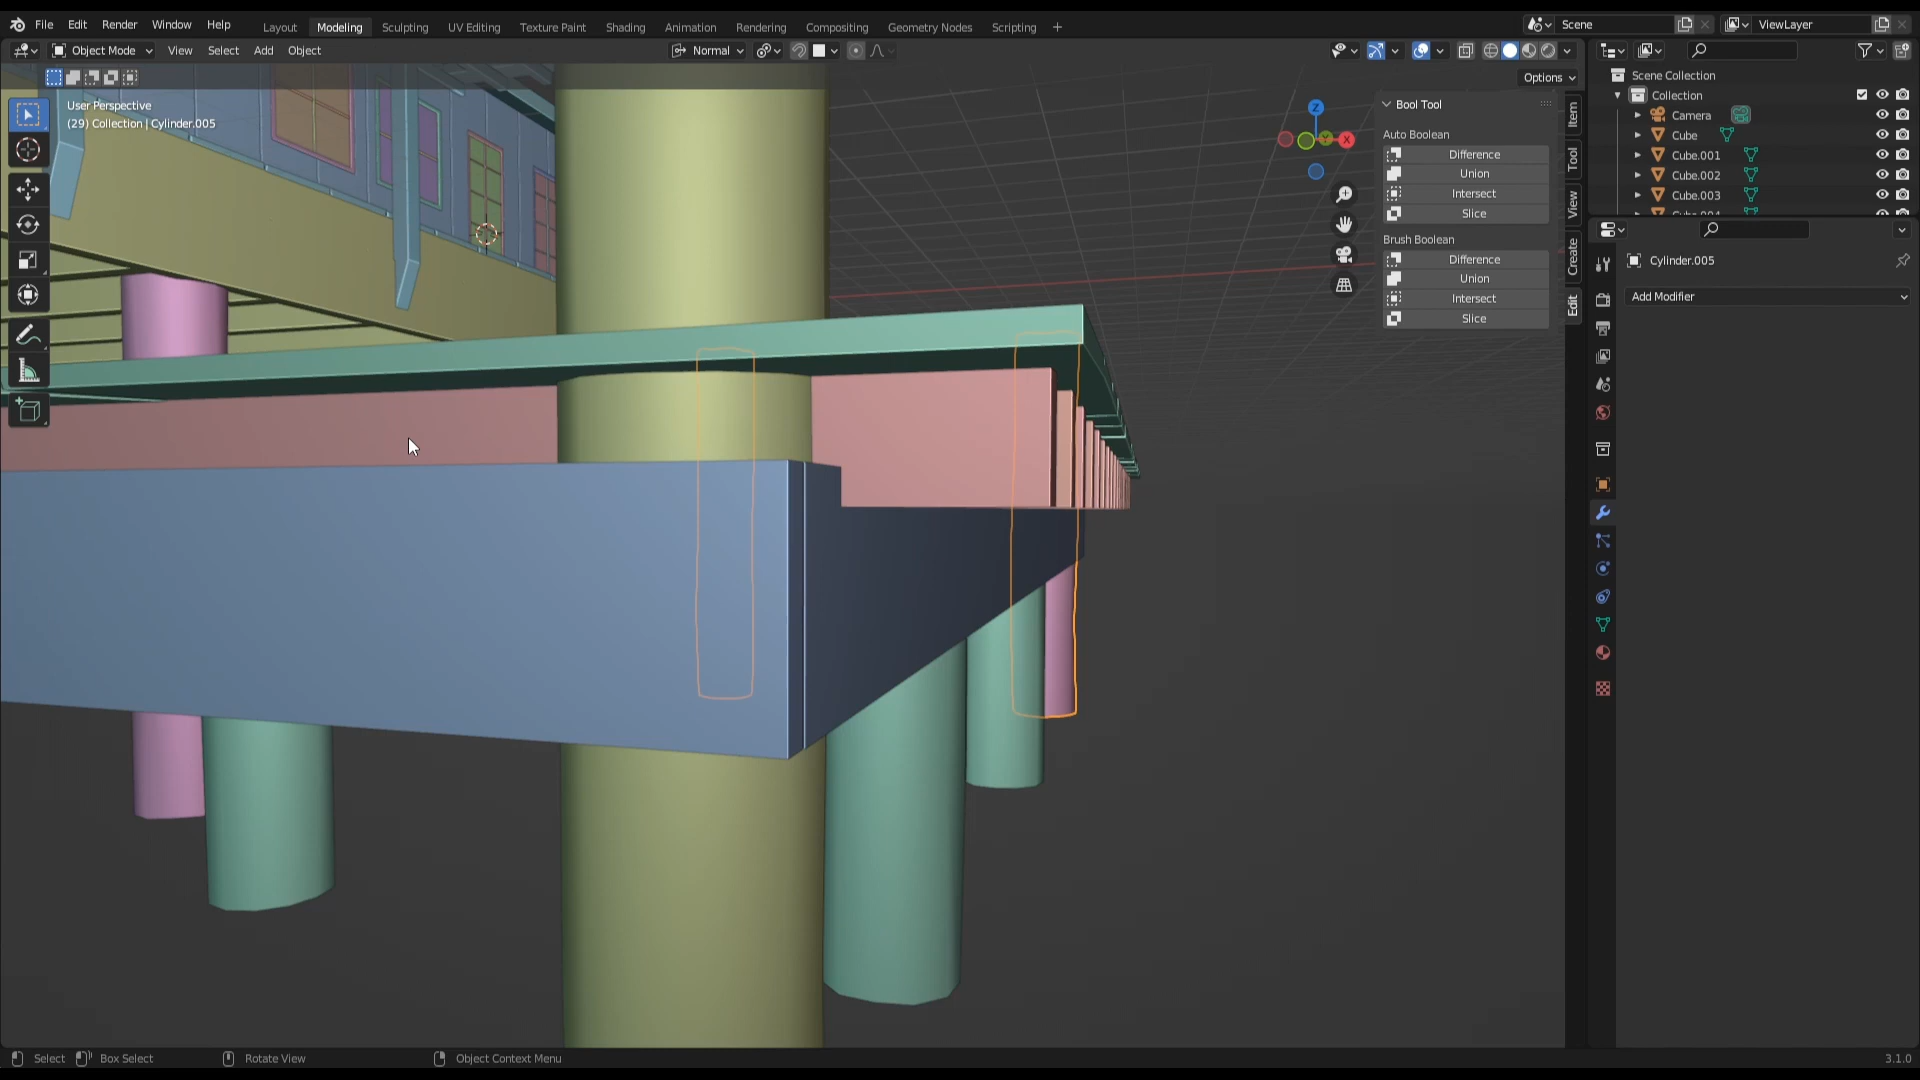 File Edit Render Window Help Layout Modeling Sculpting UV Editing Texture Paint Shading Animation Rendering Compositing Geometry Nodes Scripting + Scene ViewLayer
Object Mode View Select Add Object Normal
Options
User Perspective
(29) Collection | Cylinder.005
Z
Y
X
Bool Tool
Auto Boolean
Difference
Union
Intersect
Slice
Brush Boolean
Difference
Union
Intersect
Slice
Item
Tool
View
Create
Edit
Scene Collection
Collection
Camera
Cube
Cube.001
Cube.002
Cube.003
Cube.004
Cylinder.005
Add Modifier
Select Box Select Rotate View Object Context Menu 3.1.0